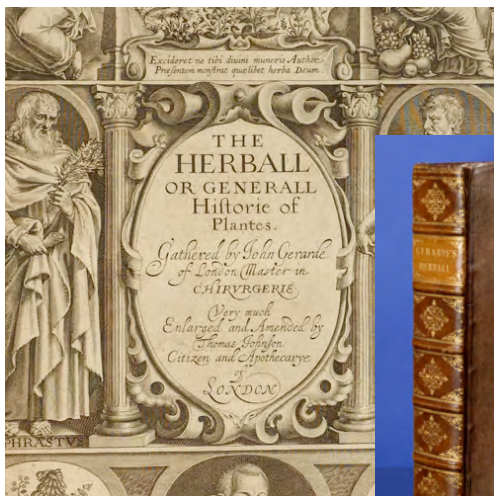 Excideret ne tibi diuini muneris Author,
Præsentem monstrat quælibet herba Deum.
THE
HERBALL
OR GENERALL
Historie of
Plantes.
Gathered by John Gerarde
of London Master in
CHIRVRGERIE
Very much
Enlarged and Amended by
Thomas Johnson
Citizen and Apothecarye
of
LONDON
PHRASTVS
GERARDE'S
HERBALL